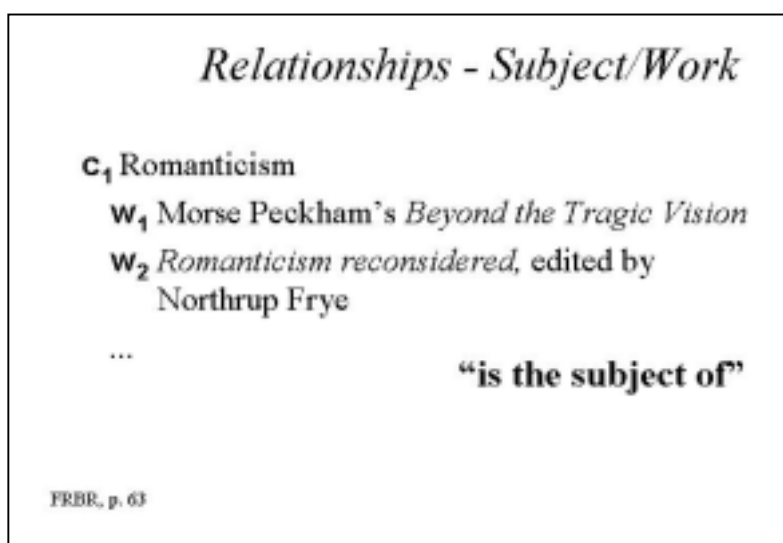 Relationships - Subject/Work
c₁ Romanticism
w₁ Morse Peckham's Beyond the Tragic Vision
w₂ Romanticism reconsidered, edited by
Northrup Frye
...
“is the subject of”
FRBR, p. 63